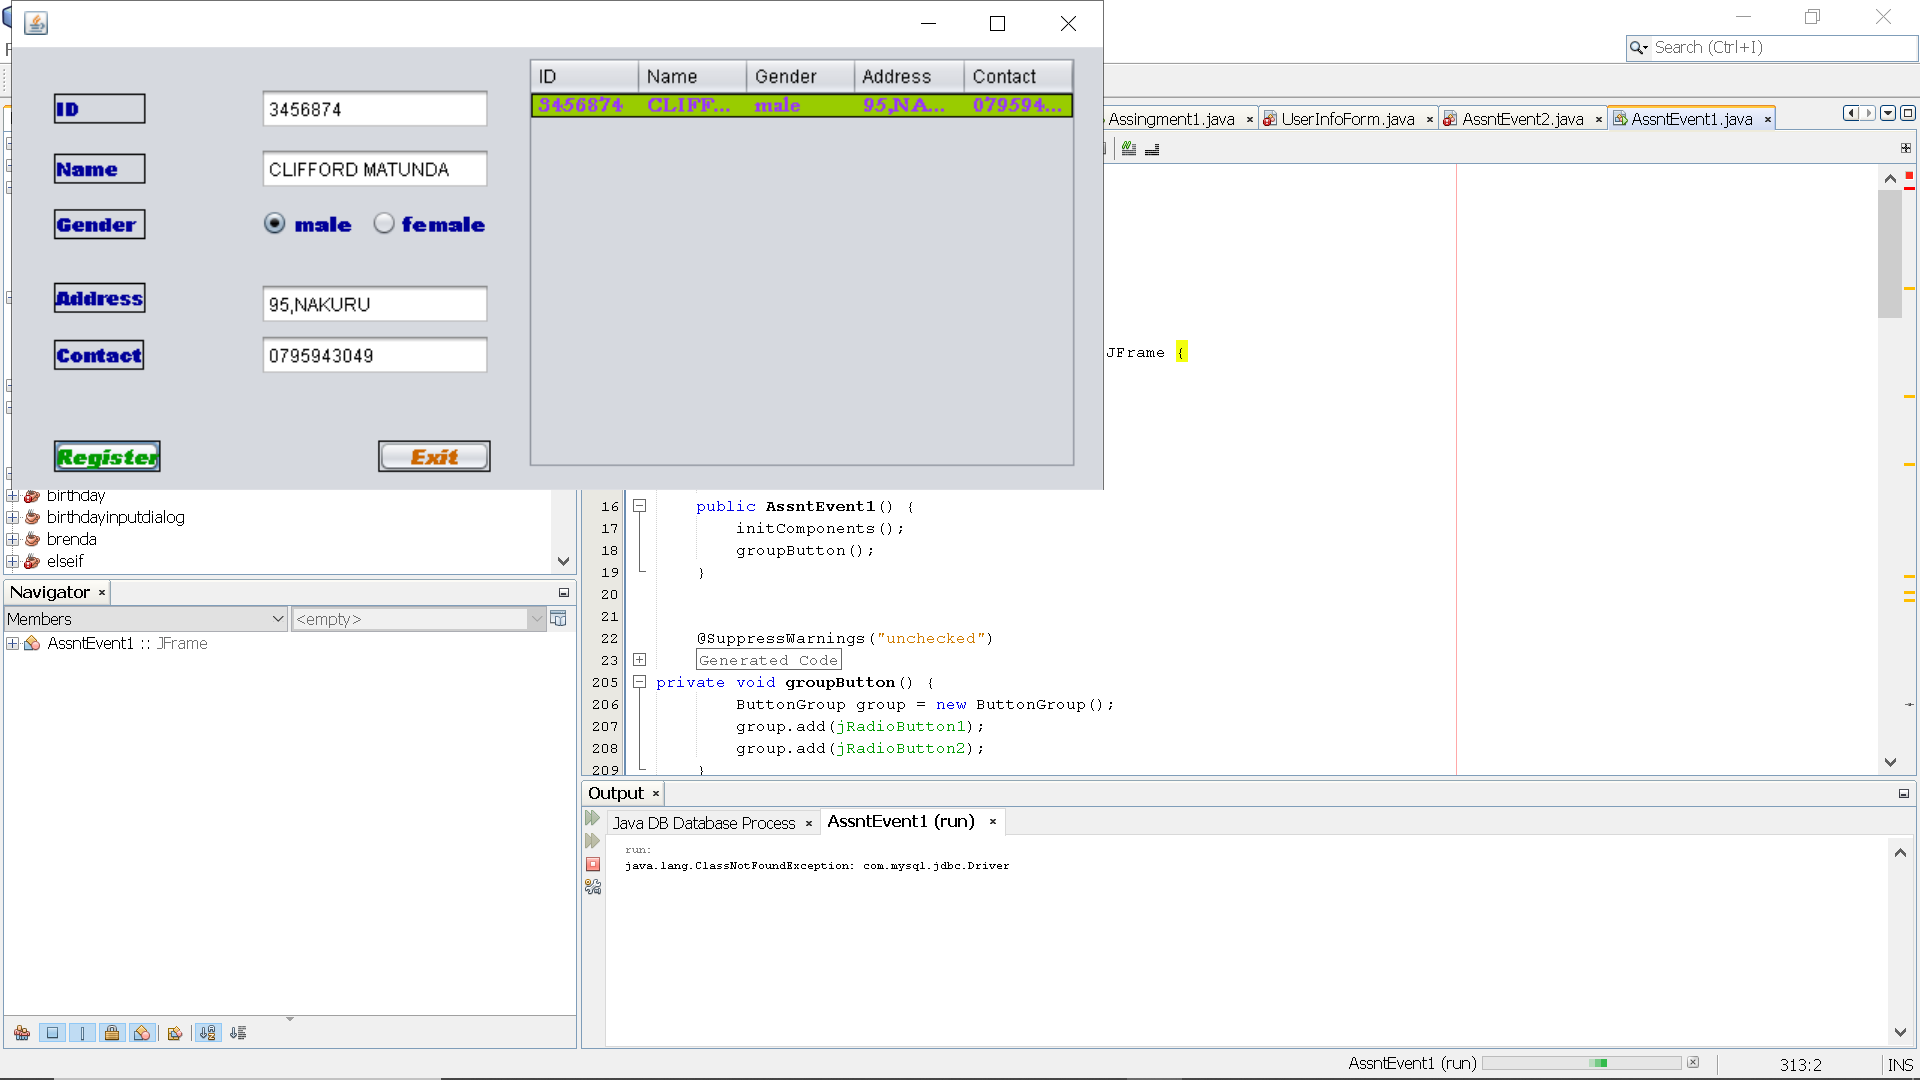 Search (Ctrl+I)
ID
3456874
Name
CLIFFORD MATUNDA
Gender
male
female
Address
95,NAKURU
Contact
0795943049
Register
Exit
ID Name Gender Address Contact
3456874 CLIFF... male 95,NA... 079594...
Assingment1.java UserInfoForm.java AssntEvent2.java AssntEvent1.java
JFrame {
birthday
birthdayinputdialog
brenda
elseif
Navigator
Members
<empty>
AssntEvent1 :: JFrame
16 public AssntEvent1() {
17 initComponents();
18 groupButton();
19 }
20
21
22 @SuppressWarnings("unchecked")
23 Generated Code
205 private void groupButton() {
206 ButtonGroup group = new ButtonGroup();
207 group.add(jRadioButton1);
208 group.add(jRadioButton2);
209 }
Output
Java DB Database Process AssntEvent1 (run)
run:
java.lang.ClassNotFoundException: com.mysql.jdbc.Driver
AssntEvent1 (run)
313:2
INS